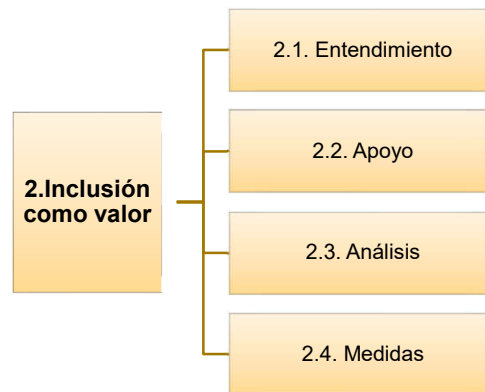 2.Inclusión
como valor
2.1. Entendimiento
2.2. Apoyo
2.3. Análisis
2.4. Medidas